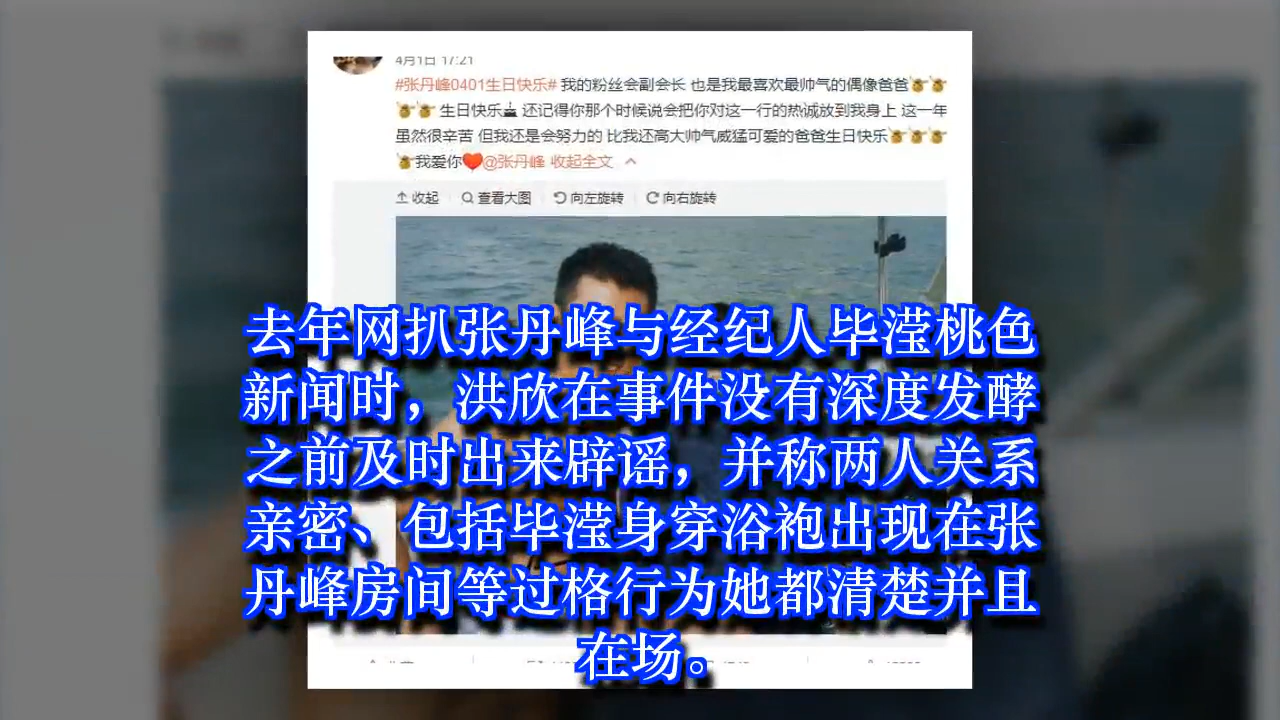 4月1日 17:21
#张丹峰0401生日快乐# 我的粉丝会副会长 也是我最喜欢最帅气的偶像爸爸
生日快乐 还记得你那个时候说会把你对这一行的热诚放到我身上 这一年
虽然很辛苦 但我还是会努力的 比我还高大帅气威猛可爱的爸爸生日快乐
我爱你@张丹峰 收起全文
收起 查看大图 向左旋转 向右旋转
去年网扒张丹峰与经纪人毕滢桃色
新闻时，洪欣在事件没有深度发酵
之前及时出来辟谣，并称两人关系
亲密、包括毕滢身穿浴袍出现在张
丹峰房间等过格行为她都清楚并且
在场。